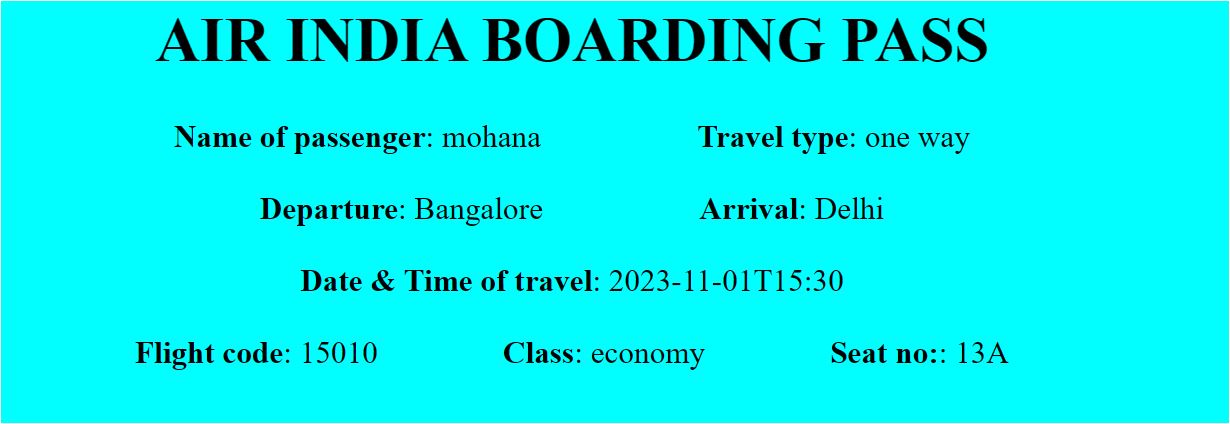 AIR INDIA BOARDING PASS
Name of passenger: mohana Travel type: one way
Departure: Bangalore Arrival: Delhi
Date & Time of travel: 2023-11-01T15:30
Flight code: 15010 Class: economy Seat no:: 13A